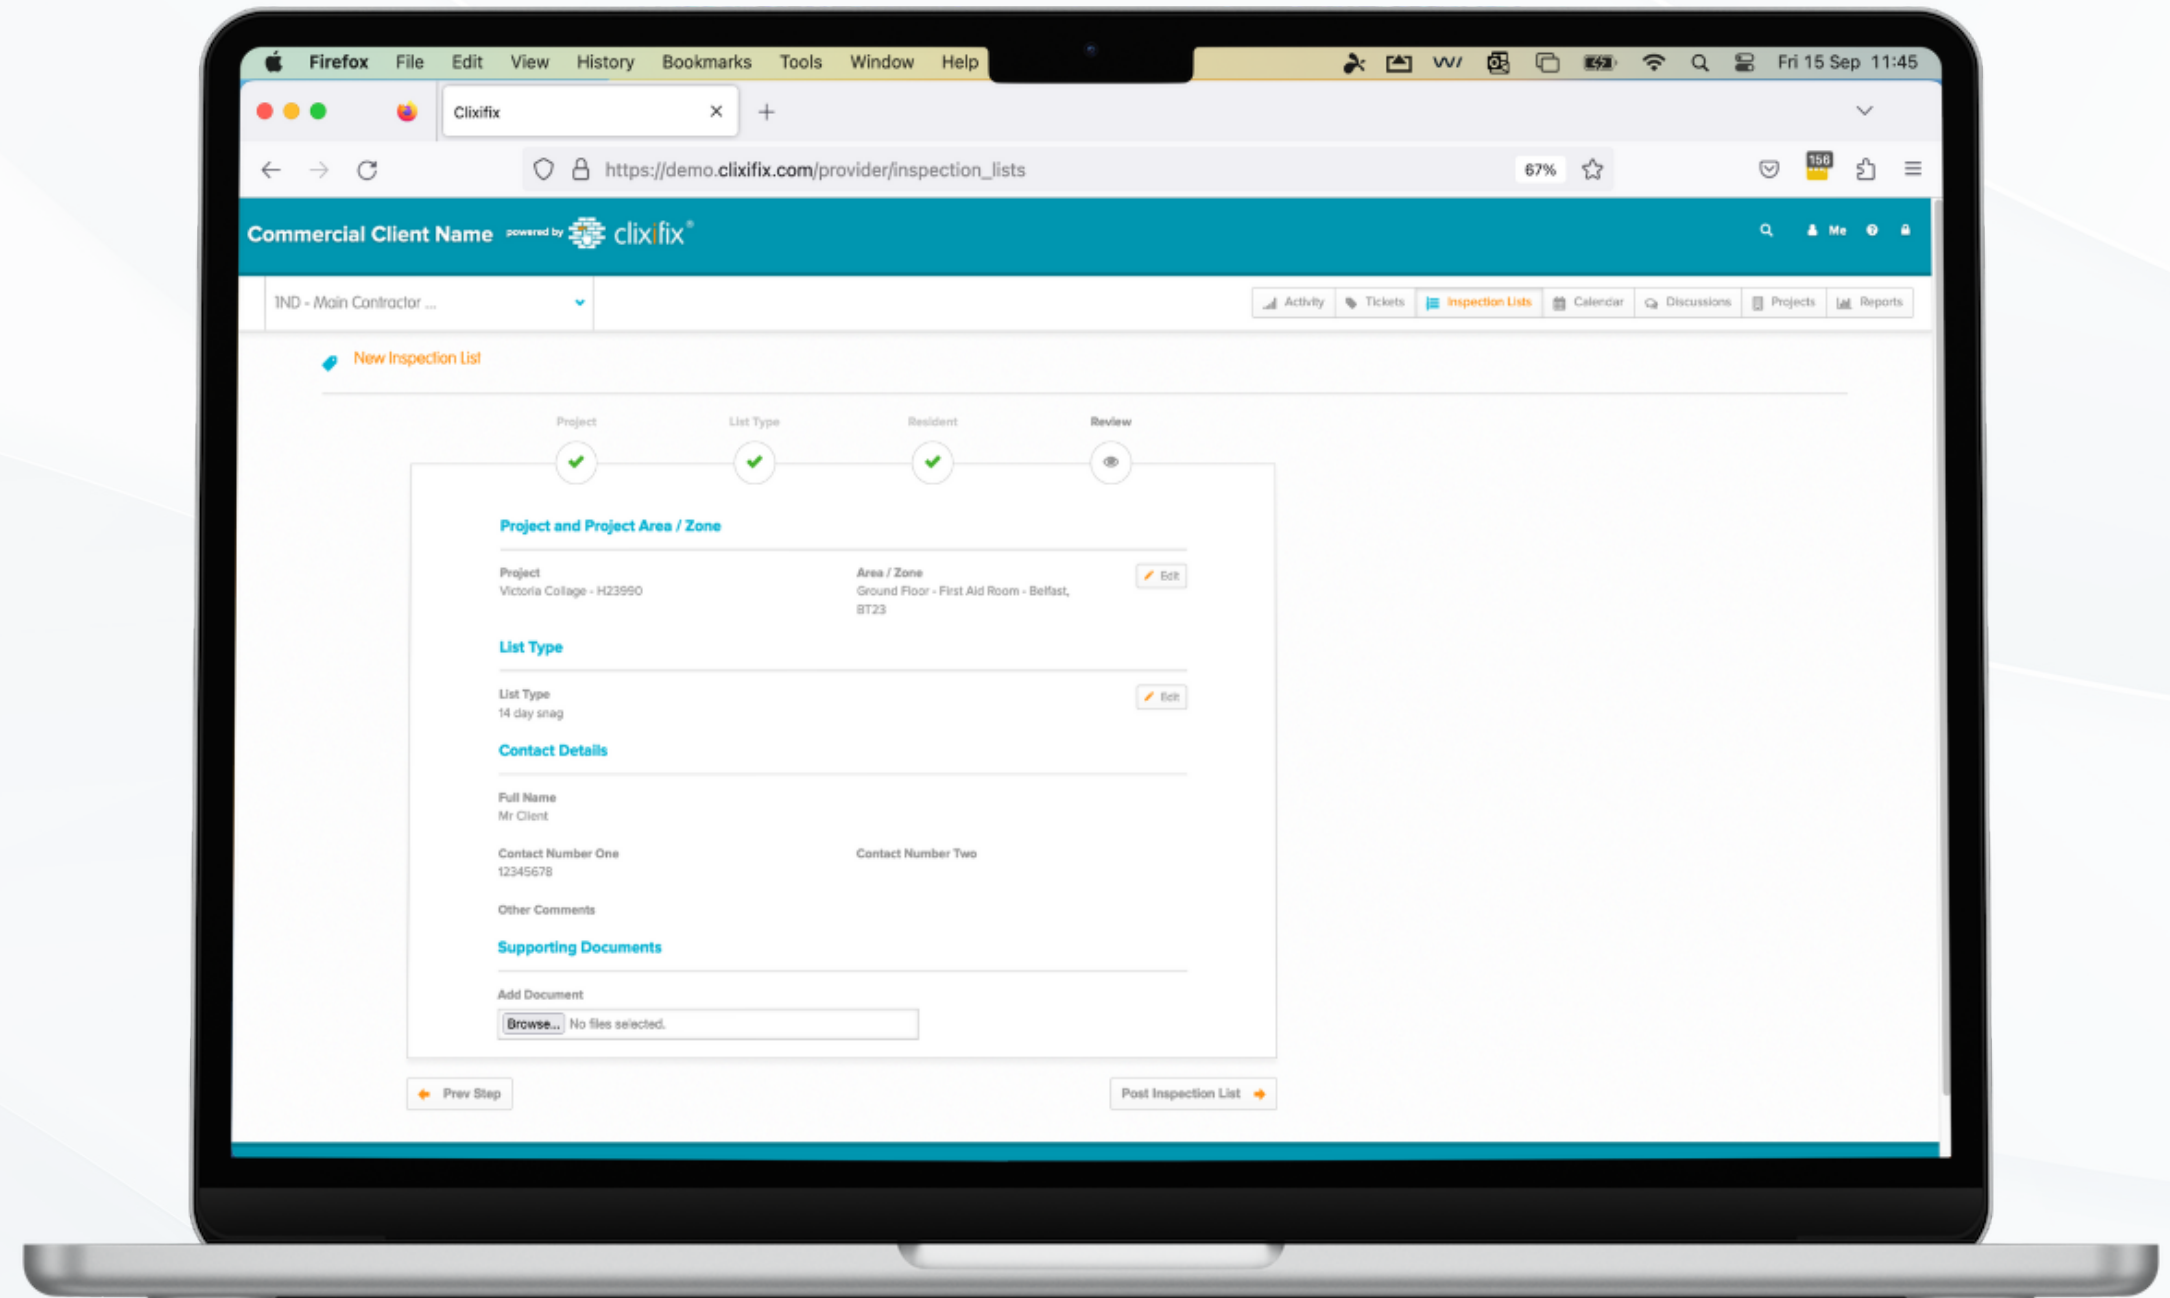 Firefox File Edit View History Bookmarks Tools Window Help Fri 15 Sep 11:45
Clixifix
https://demo.clixifix.com/provider/inspection_lists 67% 156
Commercial Client Name powered by clixifix®
Me
1ND - Main Contractor ... Activity Tickets Inspection Lists Calendar Discussions Projects Reports
New Inspection List
Project List Type Resident Review
Project and Project Area / Zone
Project Area / Zone Edit
Victoria Collage - H23990 Ground Floor - First Aid Room - Belfast,
BT23
List Type
List Type Edit
14 day snag
Contact Details
Full Name
Mr Client
Contact Number One Contact Number Two
12345678
Other Comments
Supporting Documents
Add Document
Browse... No files selected.
Prev Step Post Inspection List